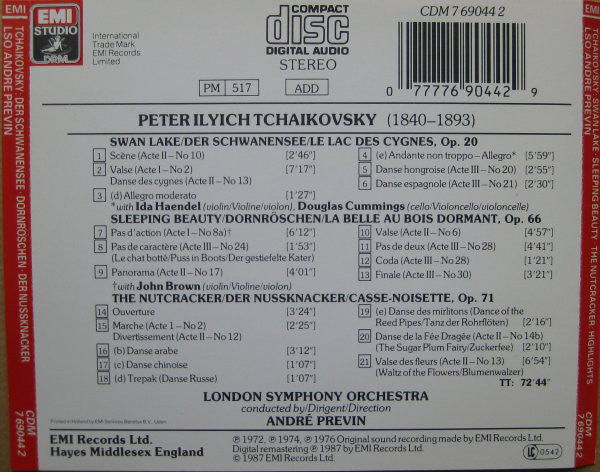 EMI
TCHAIKOVSKY: DER SCHWANENSEE · DORNRÖSCHEN · DER NUSSKNACKER
LSO ANDRE PREVIN
CDM
7 69044 2
EMI
STUDIO
DRM
International
Trade Mark
EMI Records
Limited
COMPACT
disc
DIGITAL AUDIO
STEREO
CDM 7 69044 2
0 77776 90442 9
PM 517
ADD
PETER ILYICH TCHAIKOVSKY (1840–1893)
SWAN LAKE/DER SCHWANENSEE/LE LAC DES CYGNES, Op. 20
1 Scène (Acte II – No 10) [2'46"]
2 Valse (Acte I – No 2) [7'17"]
Danse des cygnes (Acte II – No 13)
3 (d) Allegro moderato [1'27"]
4 (e) Andante non troppo – Allegro* [5'59"]
5 Danse hongroise (Acte III – No 20) [2'55"]
6 Danse espagnole (Acte III – No 21) [2'30"]
*with Ida Haendel (violin/Violine/violon), Douglas Cummings (cello/Violoncello/violoncelle)
SLEEPING BEAUTY/DORNRÖSCHEN/LA BELLE AU BOIS DORMANT, Op. 66
7 Pas d'action (Acte I – No 8a)† [6'12"]
8 Pas de caractère (Acte III – No 24) [1'53"]
(Le chat botté/Puss in Boots/Der gestiefelte Kater)
9 Panorama (Acte II – No 17) [4'01"]
10 Valse (Acte II – No 6) [4'57"]
11 Pas de deux (Acte III – No 28) [4'41"]
12 Coda (Acte III – No 28) [1'21"]
13 Finale (Acte III – No 30) [3'21"]
†with John Brown (violin/Violine/violon)
THE NUTCRACKER/DER NUSSKNACKER/CASSE-NOISETTE, Op. 71
14 Ouverture [3'24"]
15 Marche (Acte 1 – No 2) [2'25"]
Divertissement (Acte II – No 12)
16 (b) Danse arabe [3'12"]
17 (c) Danse chinoise [1'07"]
18 (d) Trepak (Danse Russe) [1'07"]
19 (e) Danse des mirlitons (Dance of the
Reed Pipes/Tanz der Rohrflöten) [2'16"]
20 Danse de la Fée Dragée (Acte II – No 14b)
(The Sugar Plum Fairy/Zuckerfee) [2'10"]
21 Valse des fleurs (Acte II – No 13) [6'54"]
(Waltz of the Flowers/Blumenwalzer)
TT: 72'44"
LONDON SYMPHONY ORCHESTRA
conducted by/Dirigent/Direction
ANDRÉ PREVIN
Printed in Holland by EMI Services Benelux B.V., Uden.
EMI Records Ltd.
Hayes Middlesex England
℗ 1972, ℗ 1974, ℗ 1976 Original sound recording made by EMI Records Ltd.
Digital remastering ℗ 1987 by EMI Records Ltd.
© 1987 EMI Records Ltd.
LC 0542
EMI
TCHAIKOVSKY: SWAN LAKE · SLEEPING BEAUTY · THE NUTCRACKER, HIGHLIGHTS
LSO ANDRE PREVIN
CDM
7 69044 2